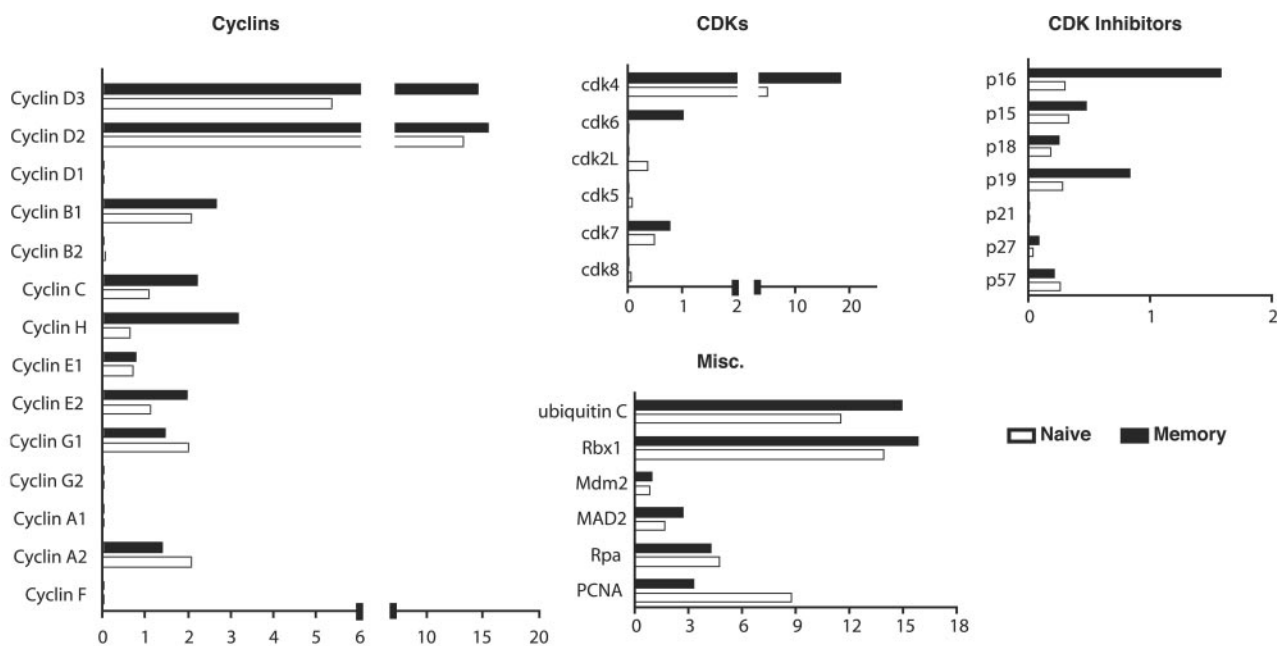 Cyclins
Cyclin D3
Cyclin D2
Cyclin D1
Cyclin B1
Cyclin B2
Cyclin C
Cyclin H
Cyclin E1
Cyclin E2
Cyclin G1
Cyclin G2
Cyclin A1
Cyclin A2
Cyclin F
0 1 2 3 4 5 6 10 15 20
CDKs
cdk4
cdk6
cdk2L
cdk5
cdk7
cdk8
0 1 2 10 20
CDK Inhibitors
p16
p15
p18
p19
p21
p27
p57
0 1 2
Misc.
ubiquitin C
Rbx1
Mdm2
MAD2
Rpa
PCNA
0 3 6 9 12 15 18
Naive Memory